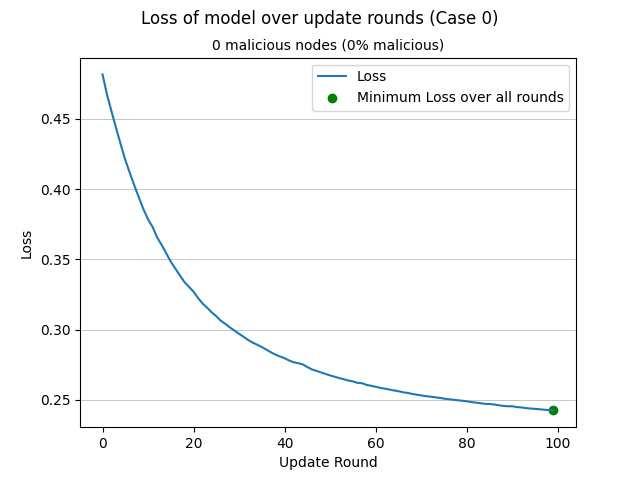 Loss of model over update rounds (Case 0)
0 malicious nodes (0% malicious)
Loss
Minimum Loss over all rounds
0.45
0.40
0.35
0.30
0.25
Loss
0 20 40 60 80 100
Update Round